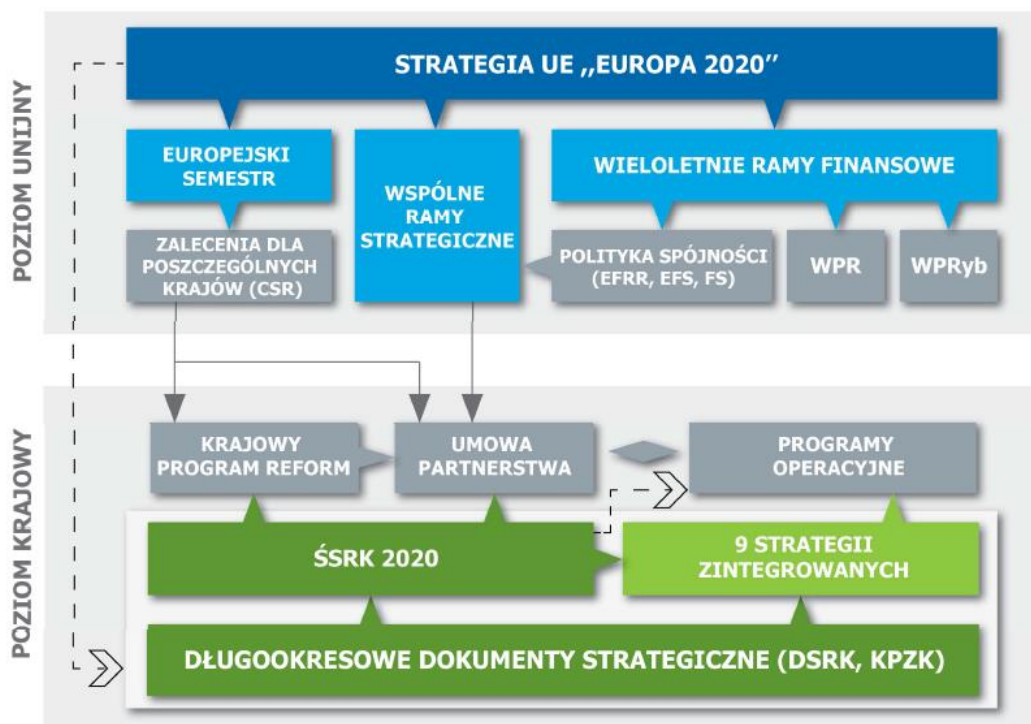 POZIOM UNIJNY
STRATEGIA UE „EUROPA 2020”
EUROPEJSKI
SEMESTR
WSPÓLNE
RAMY
STRATEGICZNE
WIELOLETNIE RAMY FINANSOWE
ZALECENIA DLA
POSZCZEGÓLNYCH
KRAJÓW (CSR)
POLITYKA SPÓJNOŚCI
(EFRR, EFS, FS)
WPR
WPRyb
POZIOM KRAJOWY
KRAJOWY
PROGRAM REFORM
UMOWA
PARTNERSTWA
PROGRAMY
OPERACYJNE
ŚSRK 2020
9 STRATEGII
ZINTEGROWANYCH
DŁUGOOKRESOWE DOKUMENTY STRATEGICZNE (DSRK, KPZK)